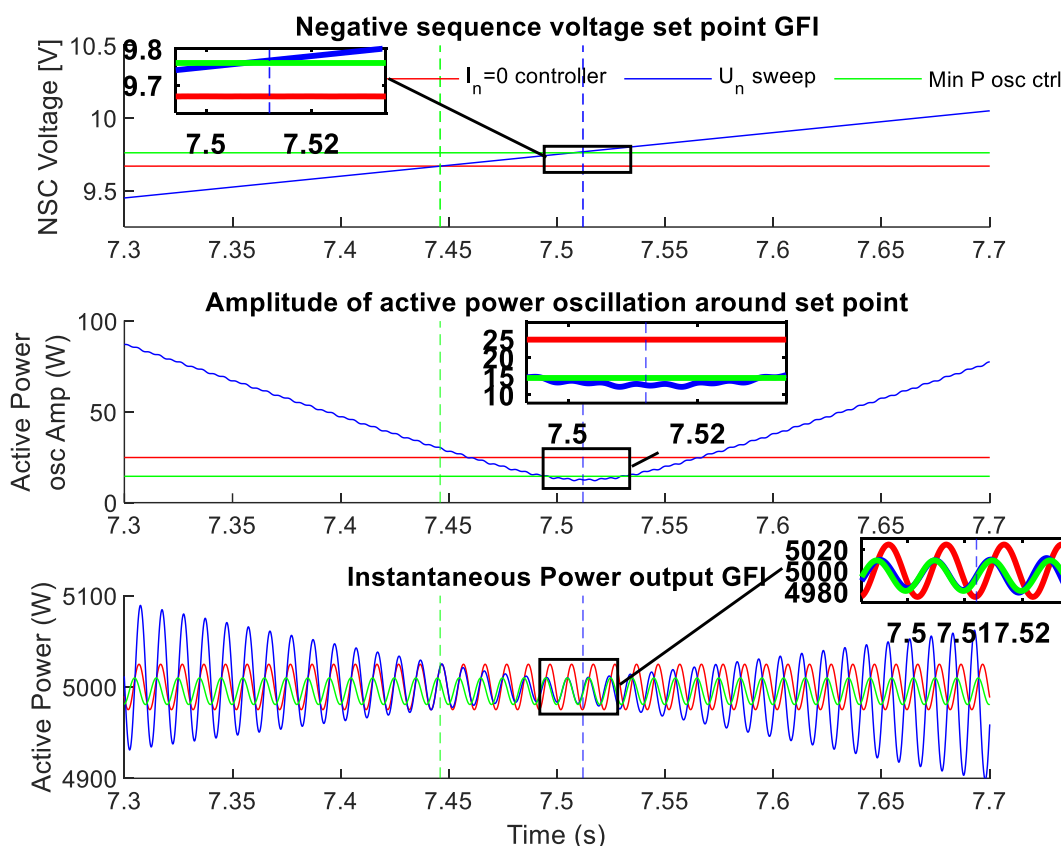 Negative sequence voltage set point GFI
NSC Voltage [V]
10.5
10
9.5
9.8
9.7
7.5 7.52
I_n=0 controller U_n sweep Min P osc ctrl
7.3 7.35 7.4 7.45 7.5 7.55 7.6 7.65 7.7
Amplitude of active power oscillation around set point
Active Power
osc Amp (W)
100
50
0
25
20
15
10
7.5 7.52
7.3 7.35 7.4 7.45 7.5 7.55 7.6 7.65 7.7
Instantaneous Power output GFI
Active Power (W)
5100
5000
4900
5020
5000
4980
7.5 7.517.52
7.3 7.35 7.4 7.45 7.5 7.55 7.6 7.65 7.7
Time (s)